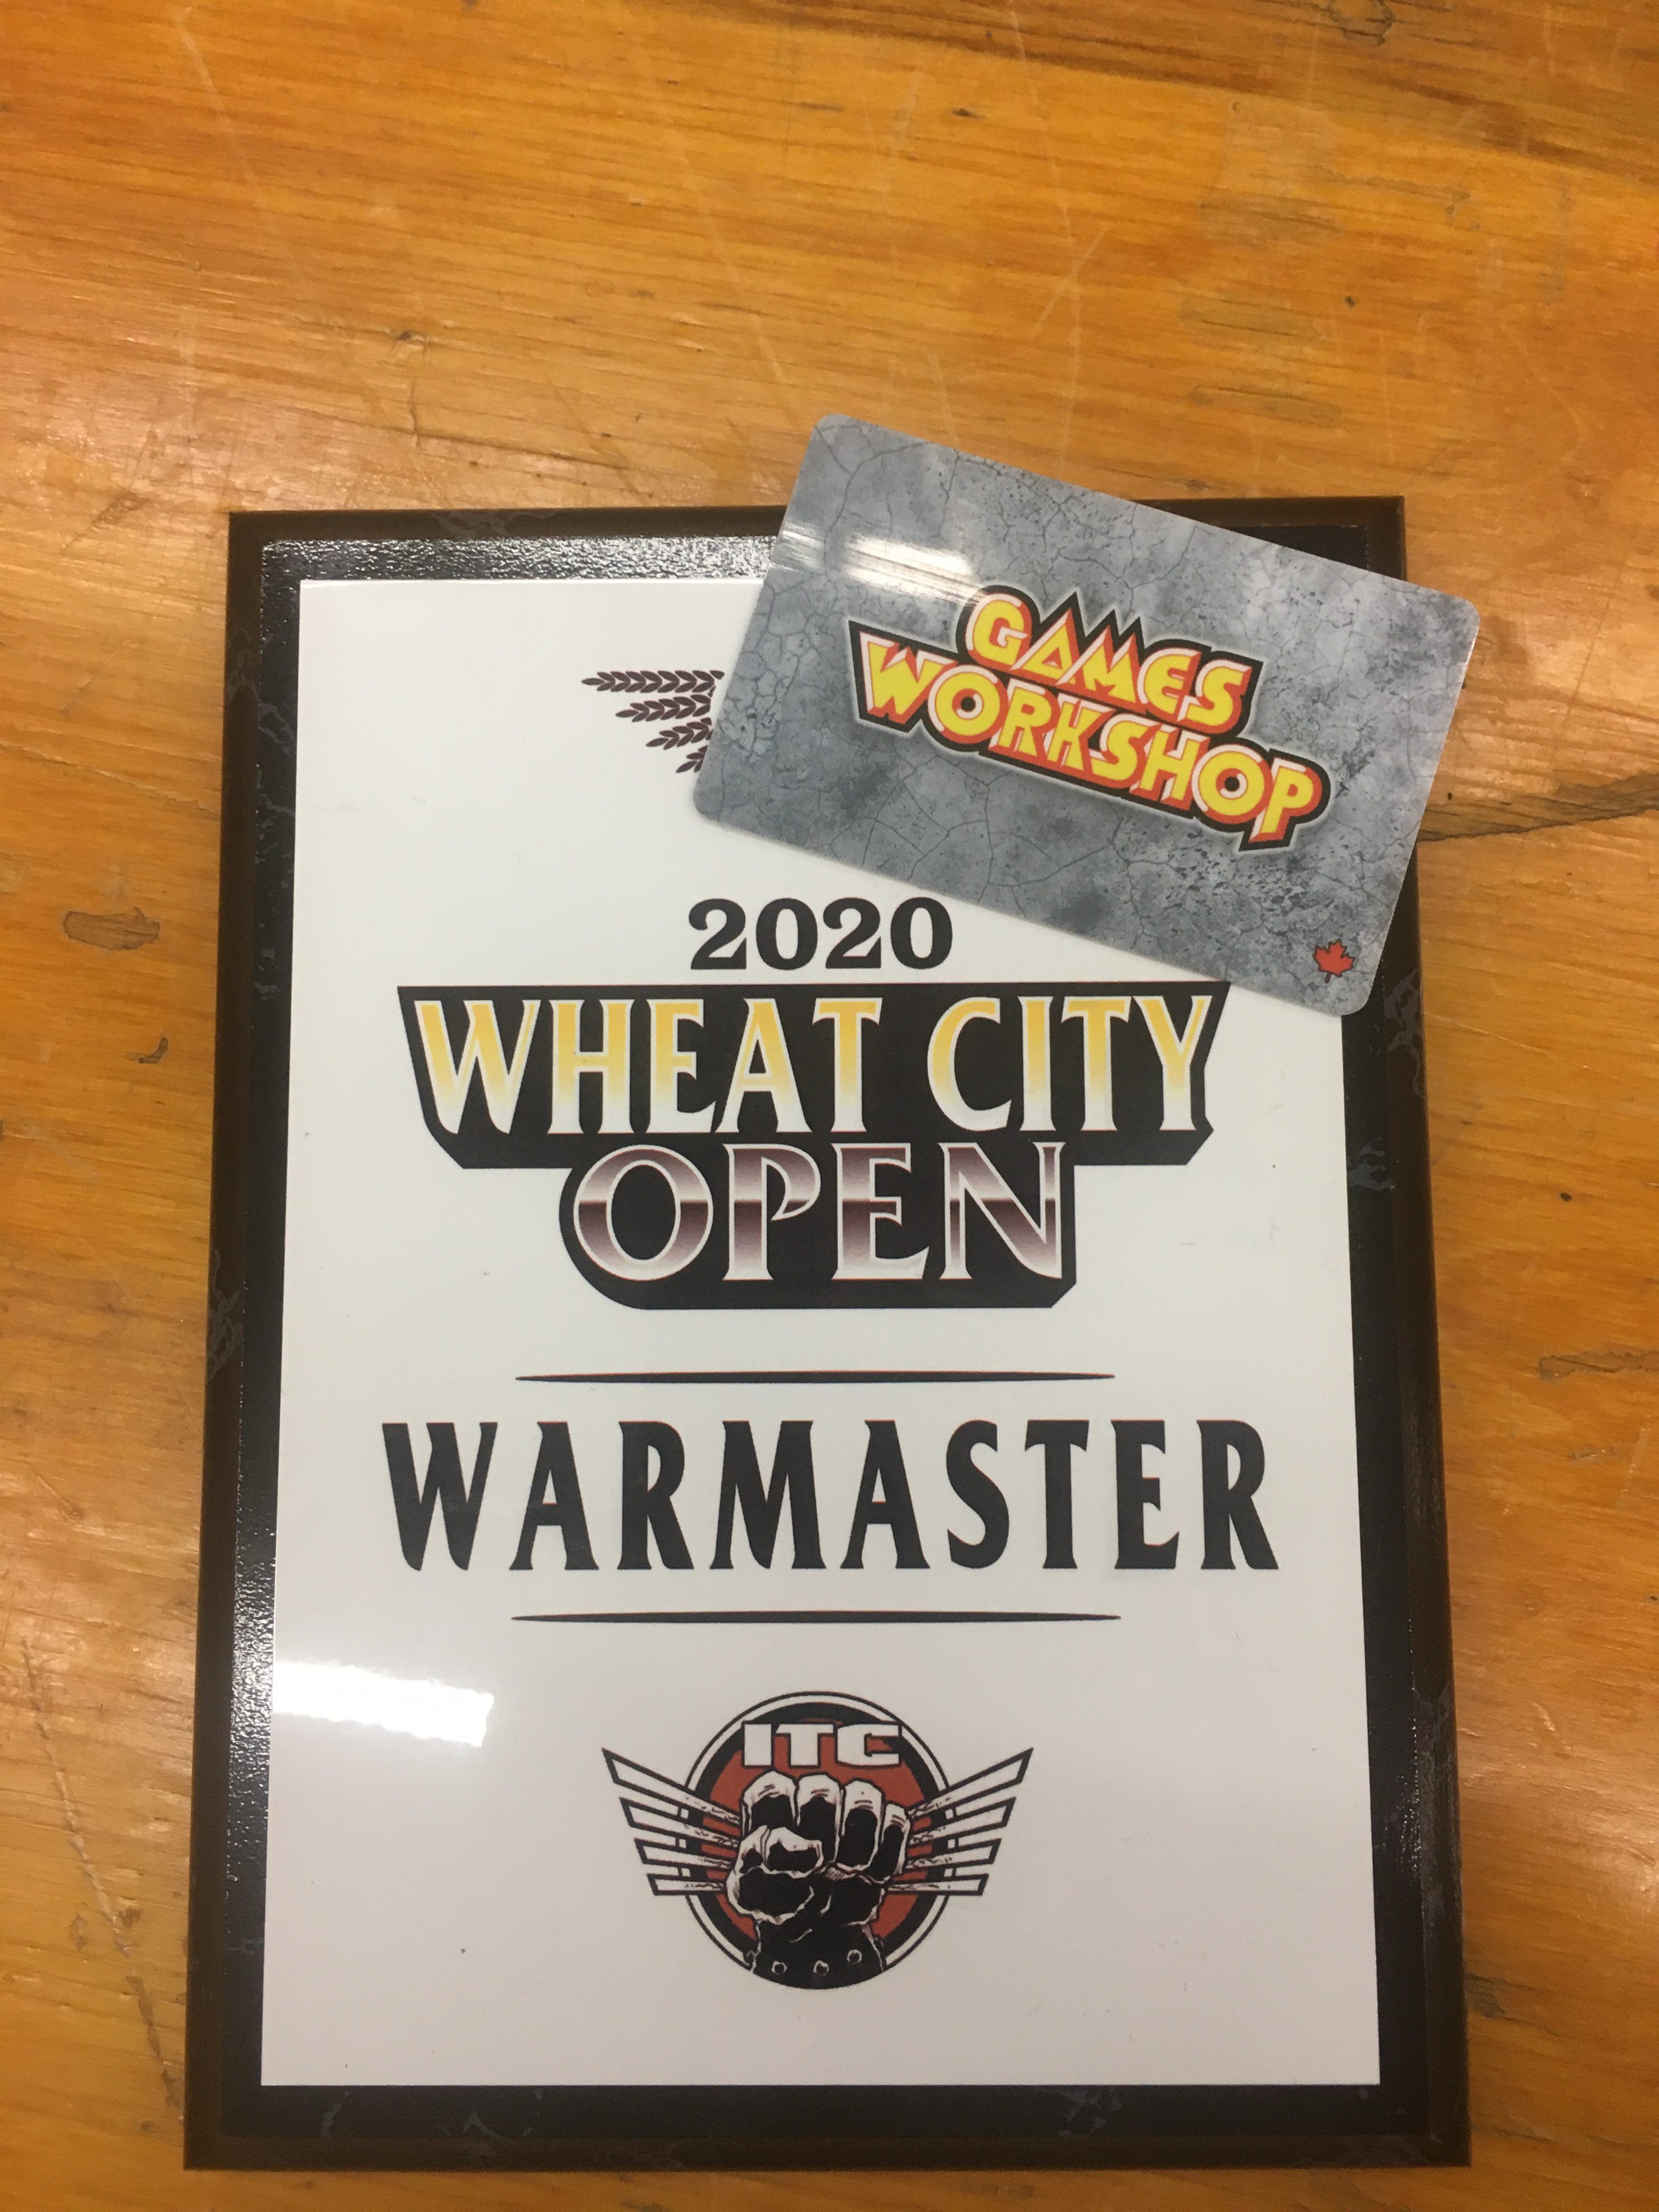 GAMES
WORKSHOP
2020
WHEAT CITY
OPEN
WARMASTER
ITC